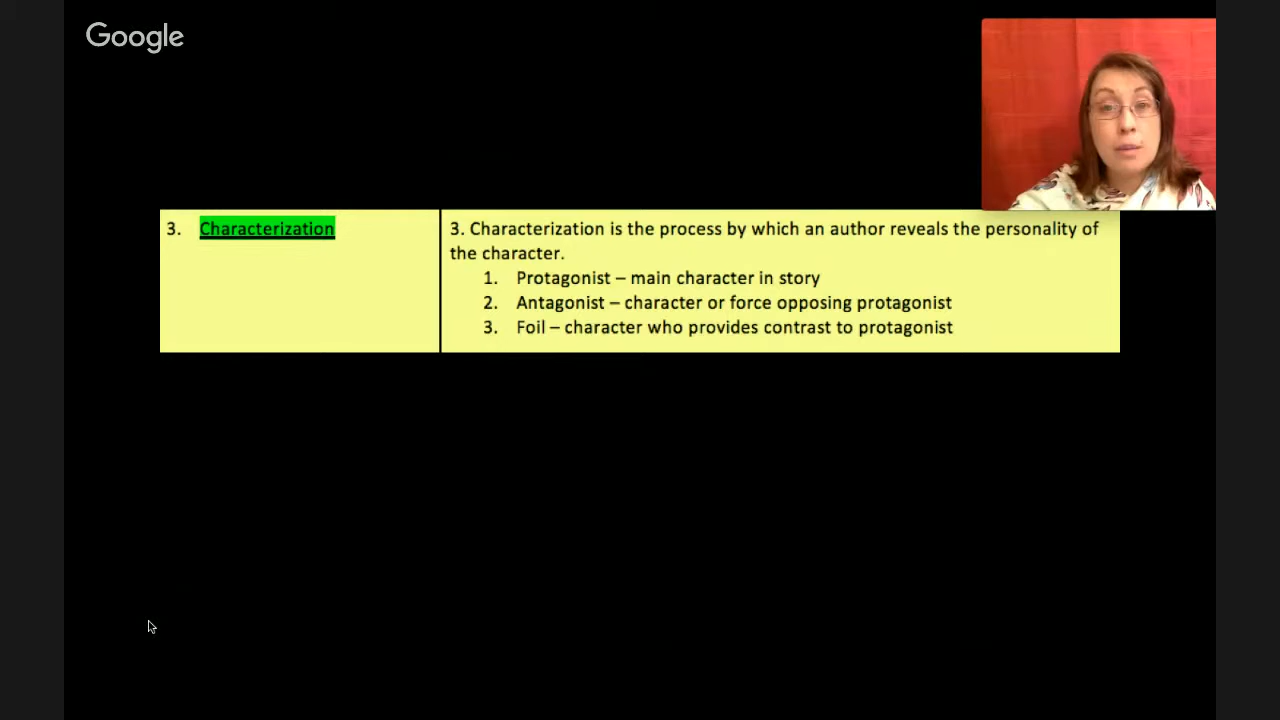 Google
3. Characterization
3. Characterization is the process by which an author reveals the personality of
the character.
1. Protagonist – main character in story
2. Antagonist – character or force opposing protagonist
3. Foil – character who provides contrast to protagonist